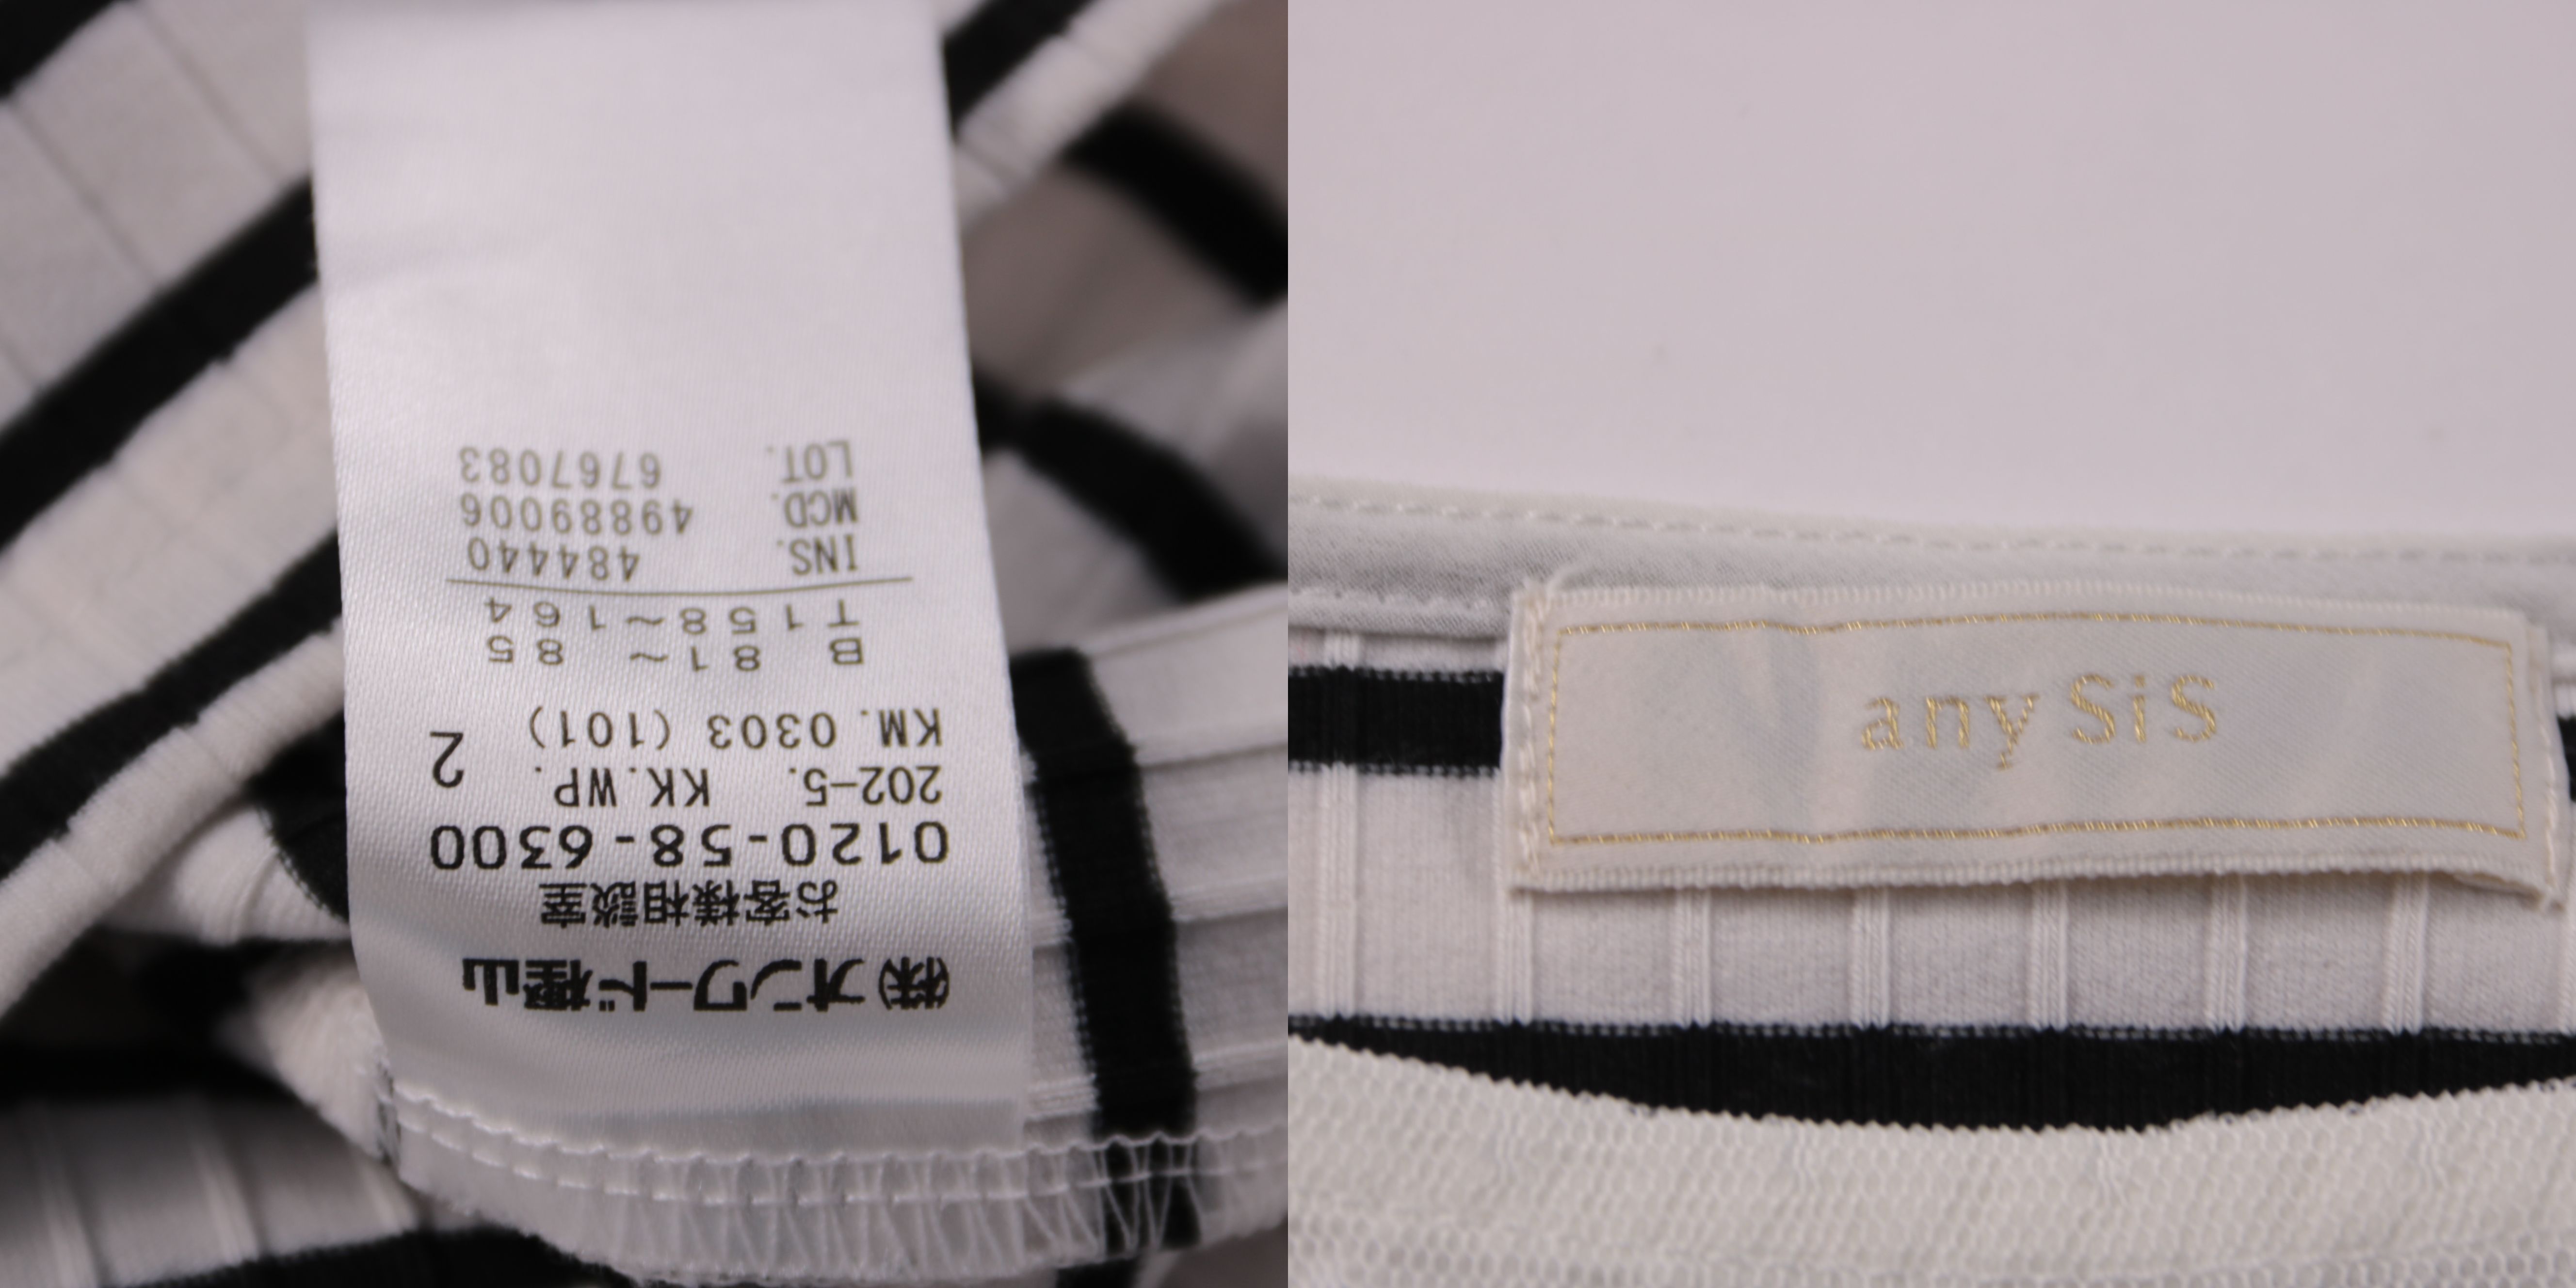 ㈱オンワード樫山
お客様相談室
0120-58-6300
202-5. KK.WP. 2
KM.0303 (101)
B 81~ 85
T158~164
INS. 484440
MCD. 49889006
LOT. 6767083
any SiS